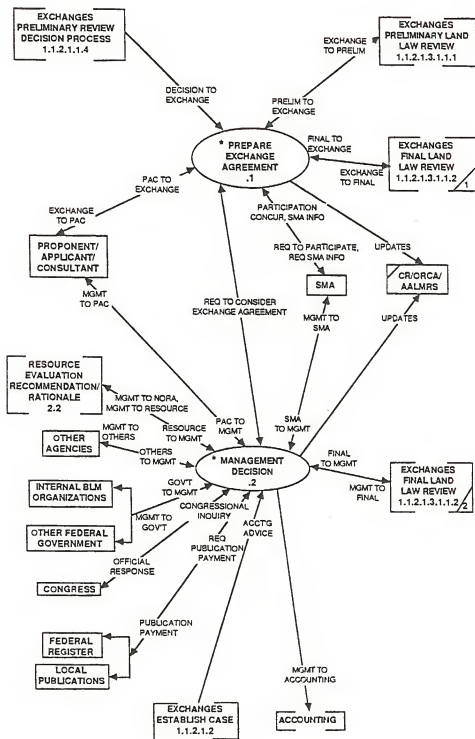 EXCHANGES
PRELIMINARY REVIEW
DECISION PROCESS
1.1.2.1.1.4
EXCHANGES
PRELIMINARY LAND
LAW REVIEW
1.1.2.1.3.1.1.1
EXCHANGE
TO PRELIM
DECISION TO
EXCHANGE
PRELIM TO
EXCHANGE
* PREPARE
EXCHANGE
AGREEMENT
.1
FINAL TO
EXCHANGE
EXCHANGE
TO FINAL
EXCHANGES
FINAL LAND
LAW REVIEW
1.1.2.1.3.1.1.2
1
PAC TO
EXCHANGE
EXCHANGE
TO PAC
PARTICIPATION
CONCUR, SMA INFO
PROPONENT/
APPLICANT/
CONSULTANT
REQ TO PARTICIPATE,
REQ SMA INFO
UPDATES
SMA
CR/ORCA/
AALMRS
MGMT
TO PAC
REQ TO CONSIDER
EXCHANGE AGREEMENT
MGMT TO
SMA
UPDATES
RESOURCE
EVALUATION
RECOMMENDATION/
RATIONALE
2.2
MGMT TO NORA,
MGMT TO RESOURCE
RESOURCE
TO MGMT
PAC TO
MGMT
SMA
TO MGMT
OTHER
AGENCIES
MGMT TO
OTHERS
OTHERS
TO MGMT
* MANAGEMENT
DECISION
.2
FINAL
TO MGMT
MGMT TO
FINAL
EXCHANGES
FINAL LAND
LAW REVIEW
1.1.2.1.3.1.1.2
2
INTERNAL BLM
ORGANIZATIONS
GOV'T
TO MGMT
MGMT TO
GOV'T
OTHER FEDERAL
GOVERNMENT
CONGRESSIONAL
INQUIRY
ACCTG
ADVICE
OFFICIAL
RESPONSE
REQ
PUBLICATION
PAYMENT
CONGRESS
PUBLICATION
PAYMENT
FEDERAL
REGISTER
LOCAL
PUBLICATIONS
MGMT TO
ACCOUNTING
EXCHANGES
ESTABLISH CASE
1.1.2.1.2
ACCOUNTING